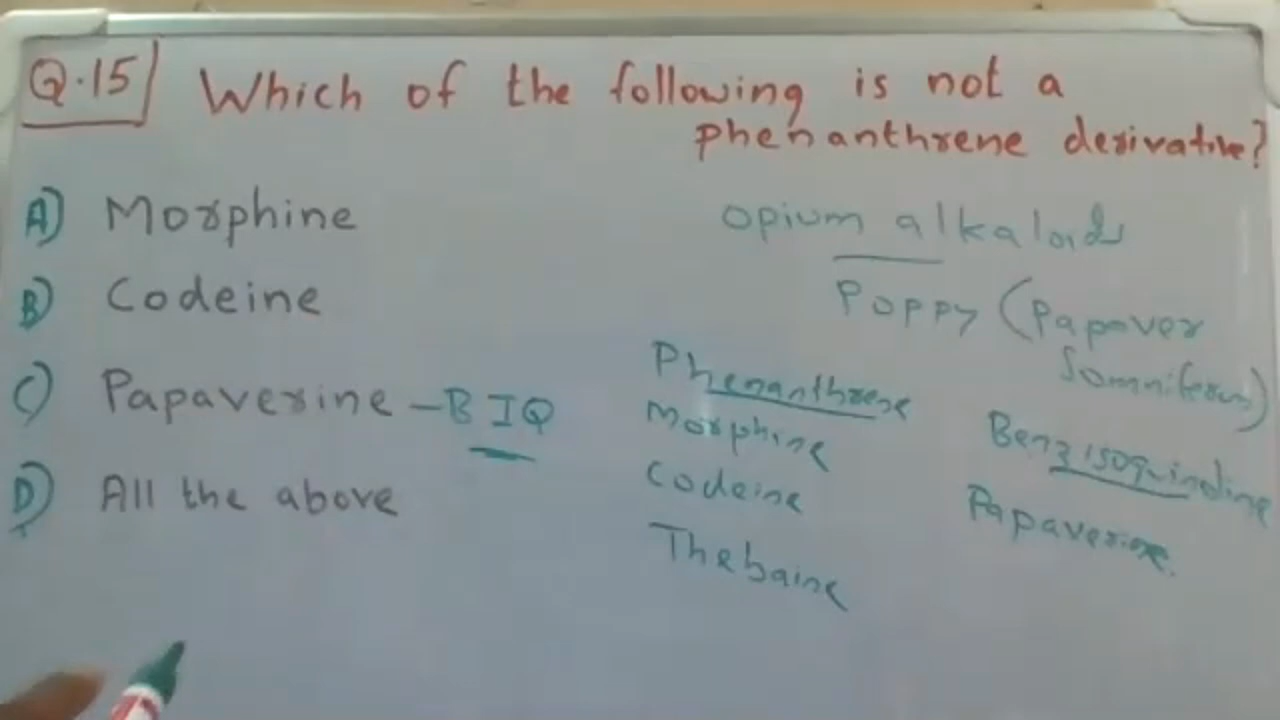 Q.15 Which of the following is not a
phenanthrene derivative?
A) Morphine
B) Codeine
C) Papaverine - BIQ
D) All the above
Opium alkaloids
Poppy (Papaver
Somniferum)
Phenanthrene
Morphine
Codeine
Thebaine
Benzisoquinoline
Papaverine.